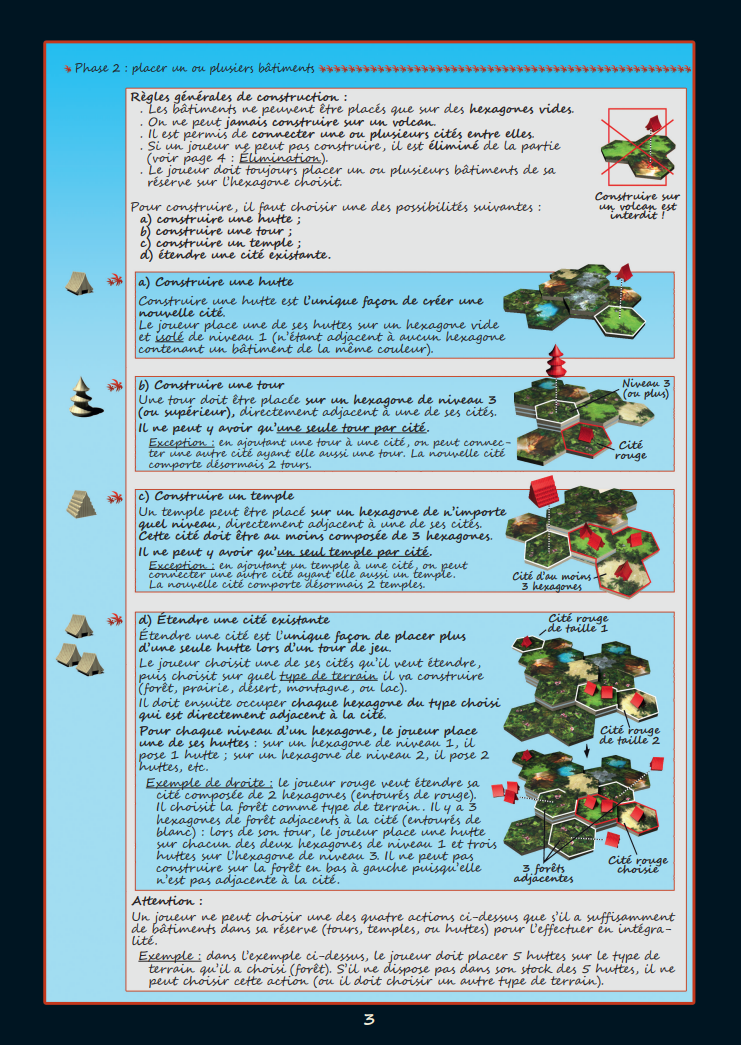 Phase 2 : placer un ou plusiers bâtiments
Règles générales de construction :
. Les bâtiments ne peuvent être placés que sur des hexagones vides.
. On ne peut jamais construire sur un volcan.
. Il est permis de connecter une ou plusieurs cités entre elles.
. Si un joueur ne peut pas construire, il est éliminé de la partie
(voir page 4 : Élimination).
. Le joueur doit toujours placer un ou plusieurs bâtiments de sa
réserve sur l'hexagone choisit.
Construire sur
un volcan est
interdit !
Pour construire, il faut choisir une des possibilités suivantes :
a) construire une hutte ;
b) construire une tour ;
c) construire un temple ;
d) étendre une cité existante.
a) Construire une hutte
Construire une hutte est l'unique façon de créer une
nouvelle cité.
Le joueur place une de ses huttes sur un hexagone vide
et isolé de niveau 1 (n'étant adjacent à aucun hexagone
contenant un bâtiment de la même couleur).
b) Construire une tour
Une tour doit être placée sur un hexagone de niveau 3
(ou supérieur), directement adjacent à une de ses cités.
Il ne peut y avoir qu'une seule tour par cité.
Exception : en ajoutant une tour à une cité, on peut connec-
ter une autre cité ayant elle aussi une tour. La nouvelle cité
comporte désormais 2 tours.
Niveau 3
(ou plus)
Cité
rouge
c) Construire un temple
Un temple peut être placé sur un hexagone de n'importe
quel niveau, directement adjacent à une de ses cités.
Cette cité doit être au moins composée de 3 hexagones.
Il ne peut y avoir qu'un seul temple par cité.
Exception : en ajoutant un temple à une cité, on peut
connecter une autre cité ayant elle aussi un temple.
La nouvelle cité comporte désormais 2 temples.
Cité d'au moins
3 hexagones
d) Étendre une cité existante
Étendre une cité est l'unique façon de placer plus
d'une seule hutte lors d'un tour de jeu.
Le joueur choisit une de ses cités qu'il veut étendre,
puis choisit sur quel type de terrain il va construire
(forêt, prairie, désert, montagne, ou lac).
Il doit ensuite occuper chaque hexagone du type choisi
qui est directement adjacent à la cité.
Pour chaque niveau d'un hexagone, le joueur place
une de ses huttes : sur un hexagone de niveau 1, il
pose 1 hutte ; sur un hexagone de niveau 2, il pose 2
huttes, etc.
Exemple de droite : le joueur rouge veut étendre sa
cité composée de 2 hexagones (entourés de rouge).
Il choisit la forêt comme type de terrain. Il y a 3
hexagones de forêt adjacents à la cité (entourés de
blanc) : lors de son tour, le joueur place une hutte
sur chacun des deux hexagones de niveau 1 et trois
huttes sur l'hexagone de niveau 3. Il ne peut pas
construire sur la forêt en bas à gauche puisqu'elle
n'est pas adjacente à la cité.
Cité rouge
de taille 1
Cité rouge
de taille 2
3 forêts
adjacentes
Cité rouge
choisie
Attention :
Un joueur ne peut choisir une des quatre actions ci-dessus que s'il a suffisamment
de bâtiments dans sa réserve (tours, temples, ou huttes) pour l'effectuer en intégra-
lité.
Exemple : dans l'exemple ci-dessus, le joueur doit placer 5 huttes sur le type de
terrain qu'il a choisi (forêt). S'il ne dispose pas dans son stock des 5 huttes, il ne
peut choisir cette action (ou il doit choisir un autre type de terrain).
3